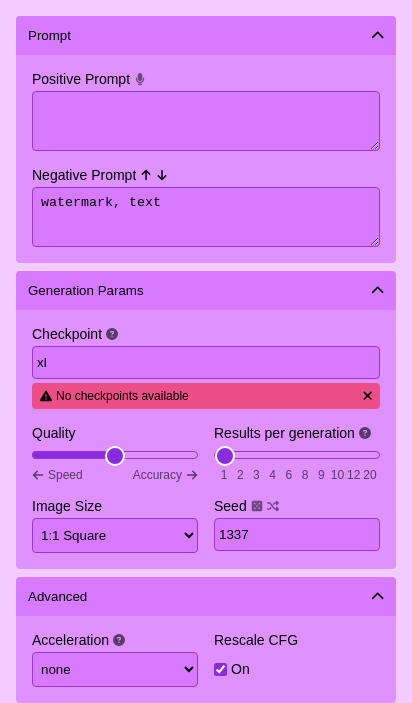 Prompt
Positive Prompt
Negative Prompt
watermark, text
Generation Params
Checkpoint
xl
No checkpoints available
Quality
Results per generation
Speed
Accuracy
1 2 3 4 6 8 9 10 12 20
Image Size
Seed
1:1 Square
1337
Advanced
Acceleration
Rescale CFG
none
On